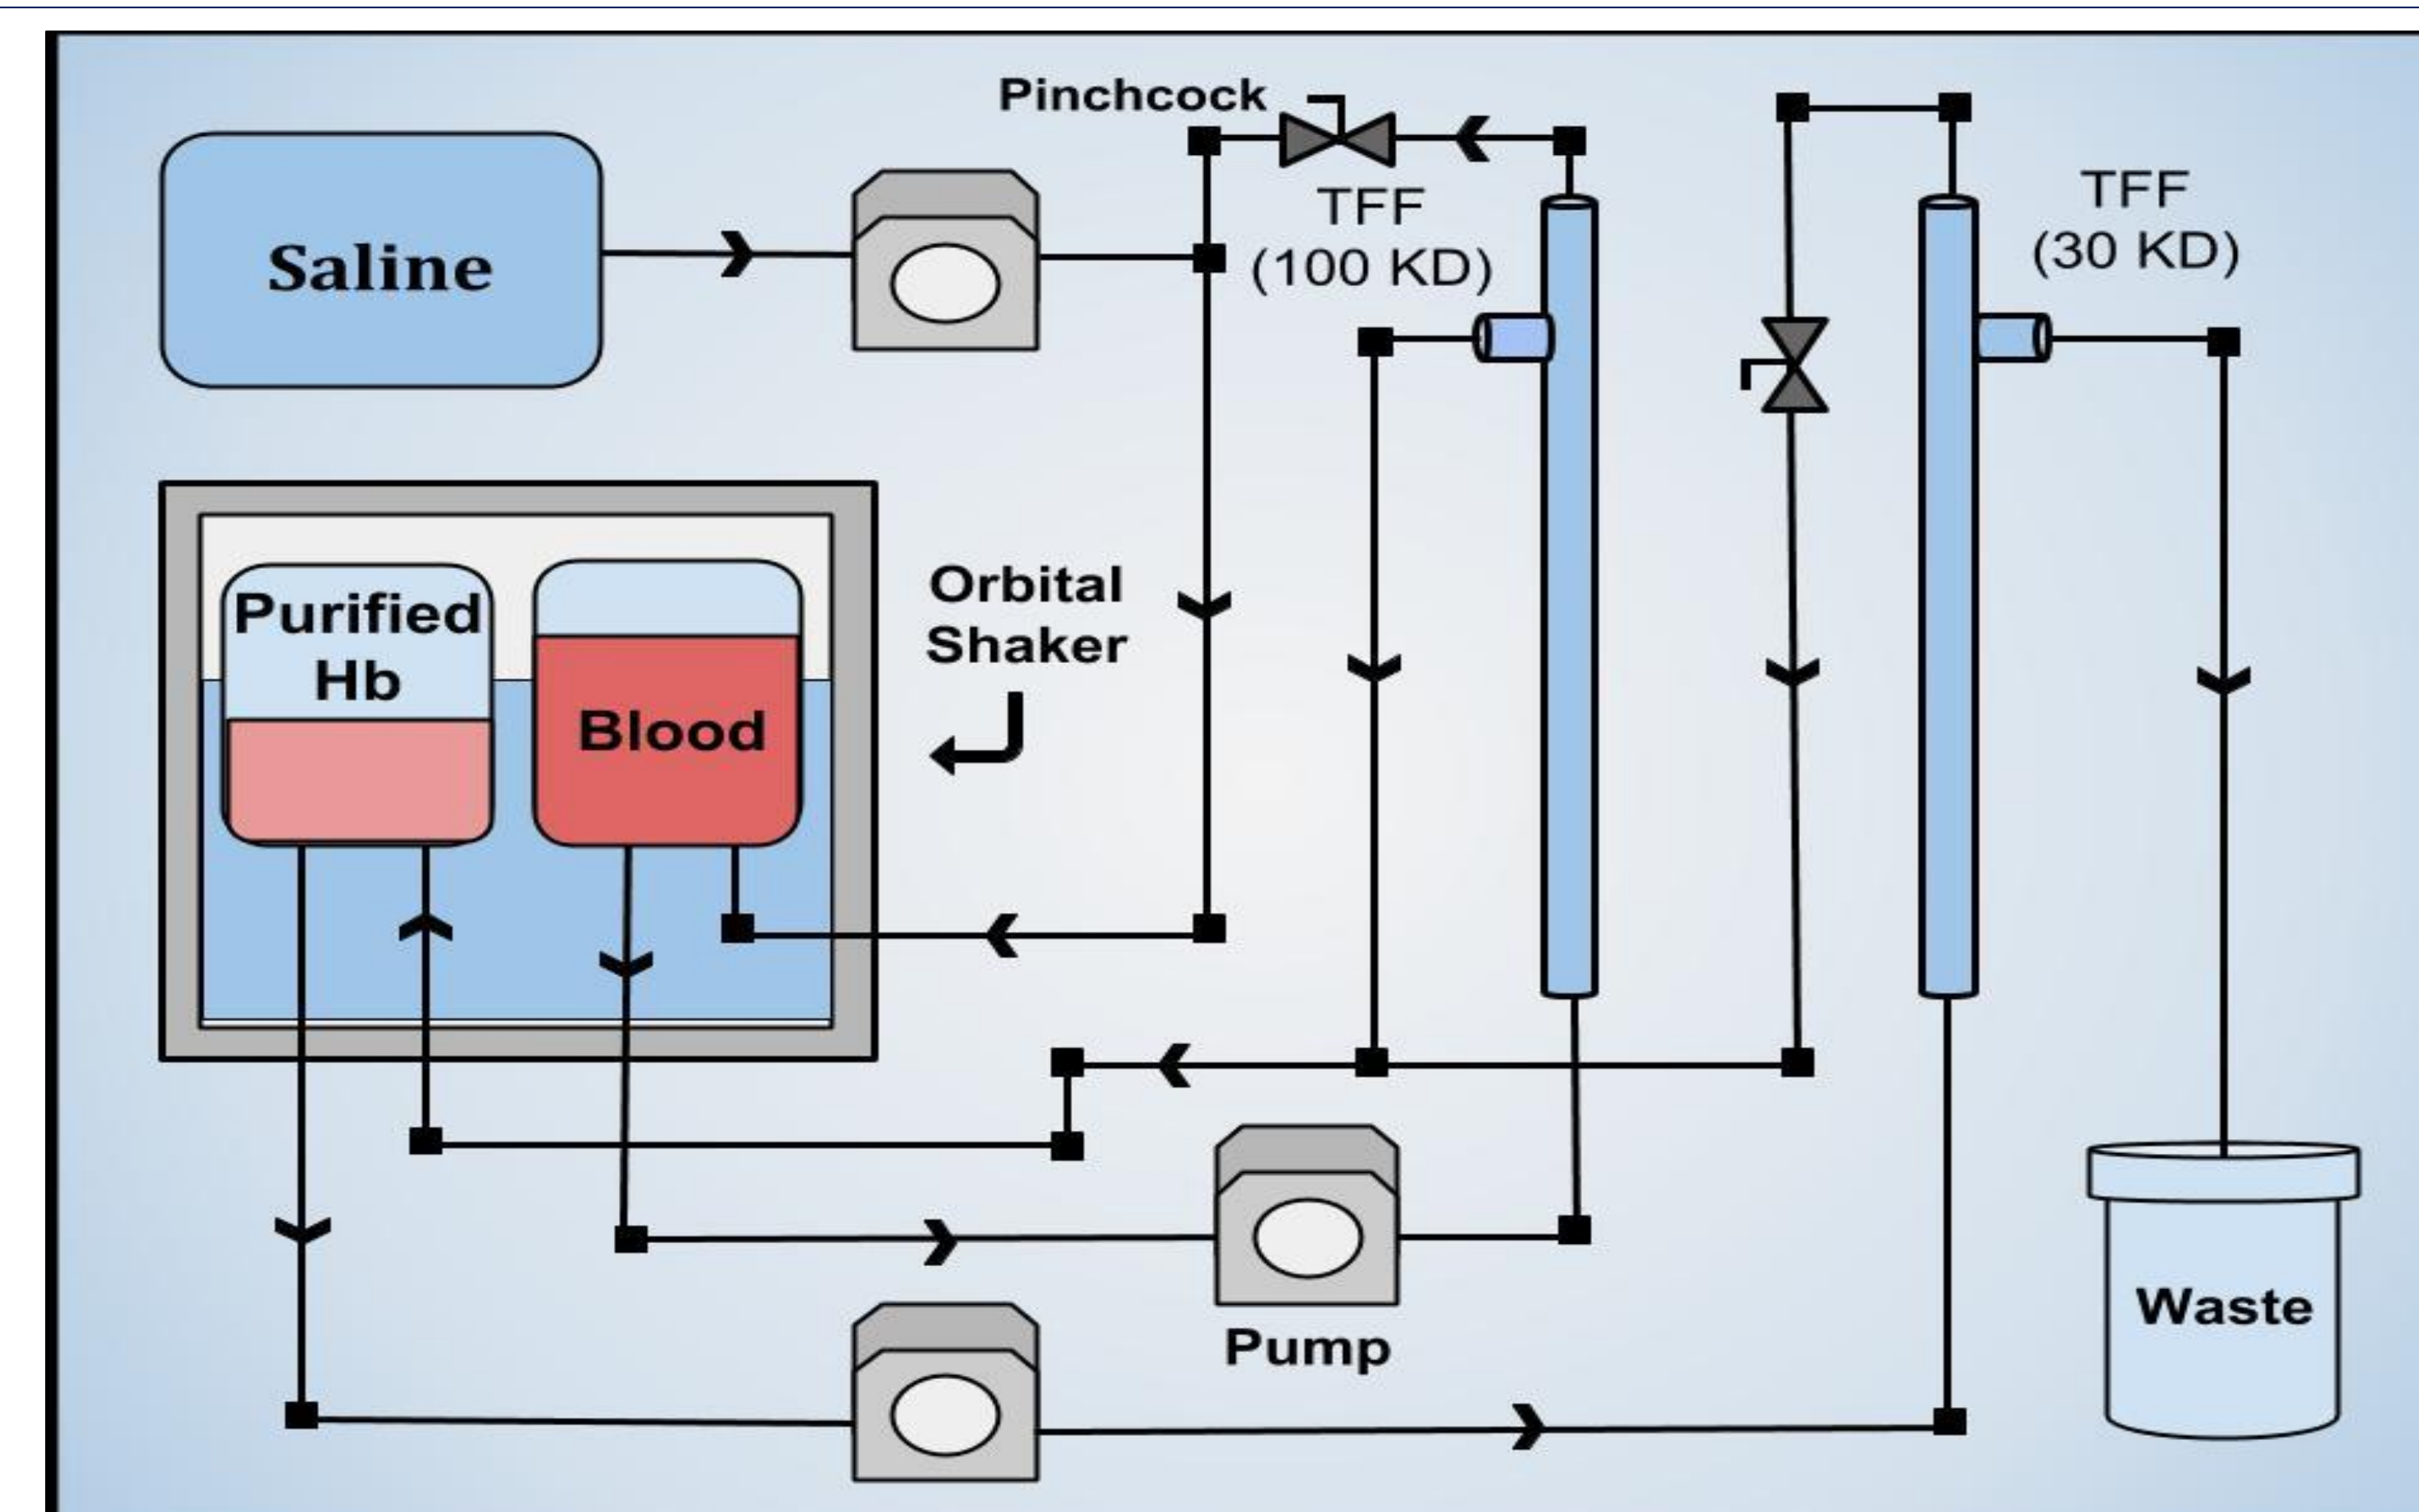 Pinchcock
Saline
TFF
(100 KD)
TFF
(30 KD)
Purified
Hb
Blood
Orbital
Shaker
Pump
Waste